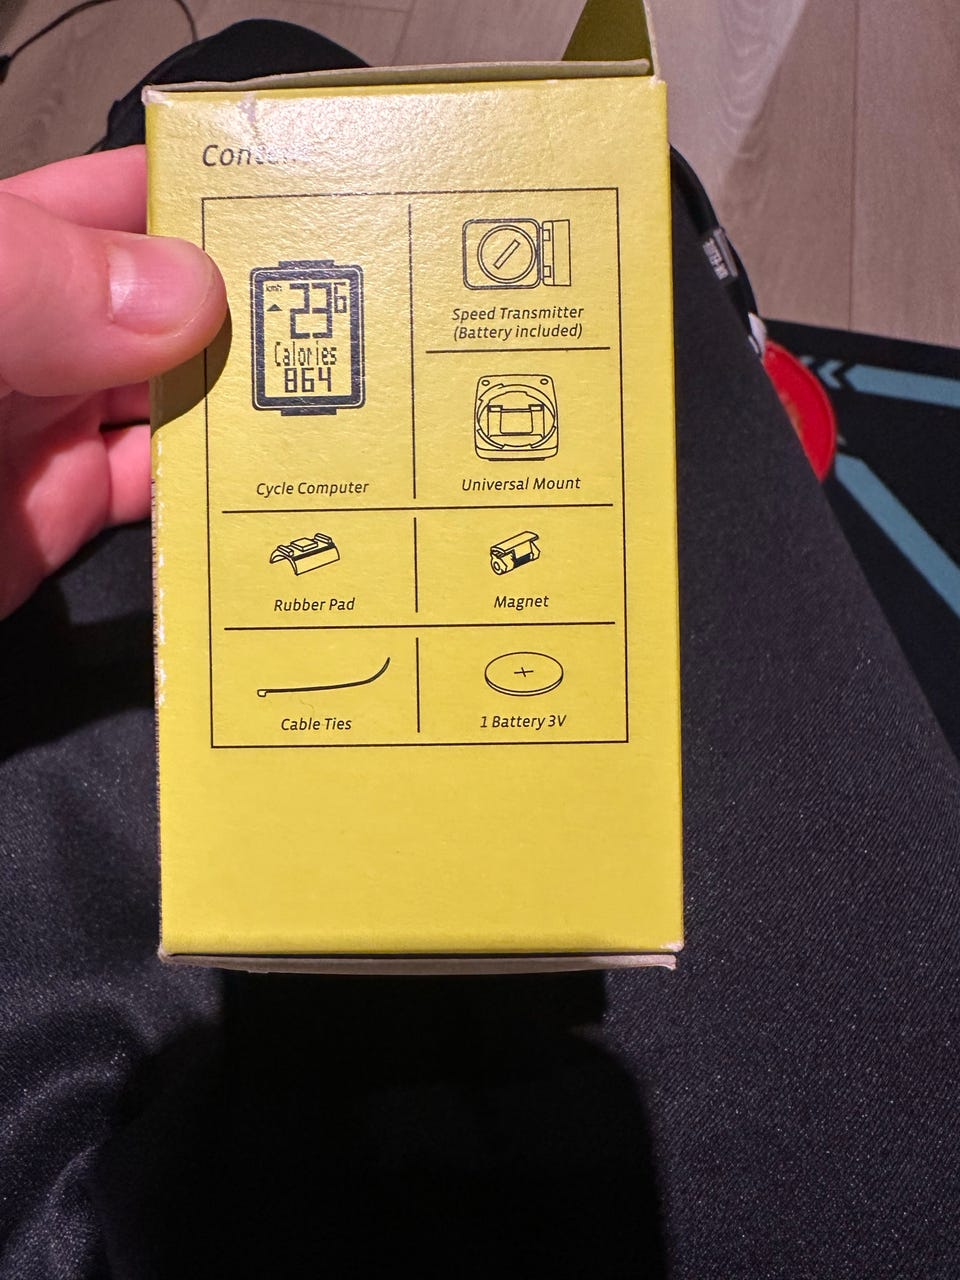 kmh
23 6
Calories
864
Cycle Computer
Speed Transmitter
(Battery included)
Universal Mount
Rubber Pad
Magnet
Cable Ties
1 Battery 3V